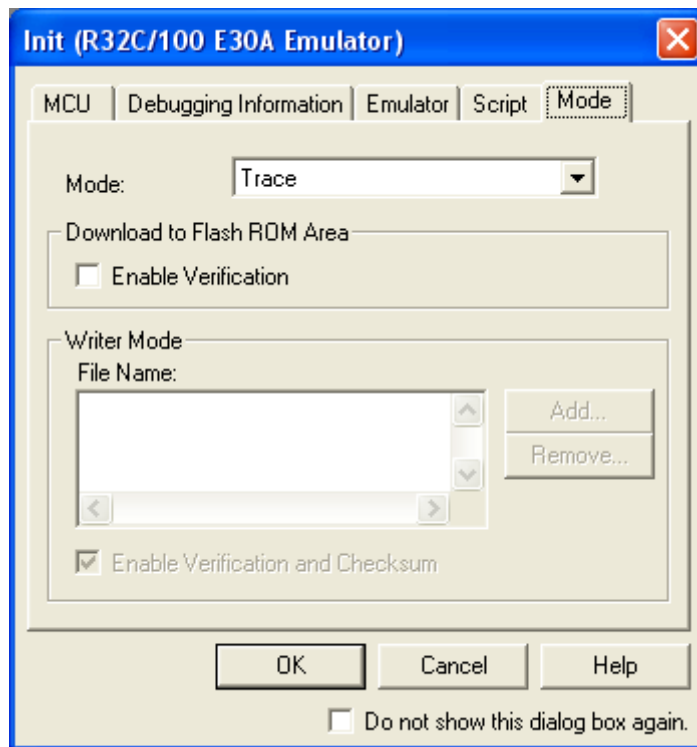 Init (R32C/100 E30A Emulator)
MCU Debugging Information Emulator Script Mode
Mode: Trace
Download to Flash ROM Area
Enable Verification
Writer Mode
File Name:
Add...
Remove...
Enable Verification and Checksum
OK Cancel Help
Do not show this dialog box again.